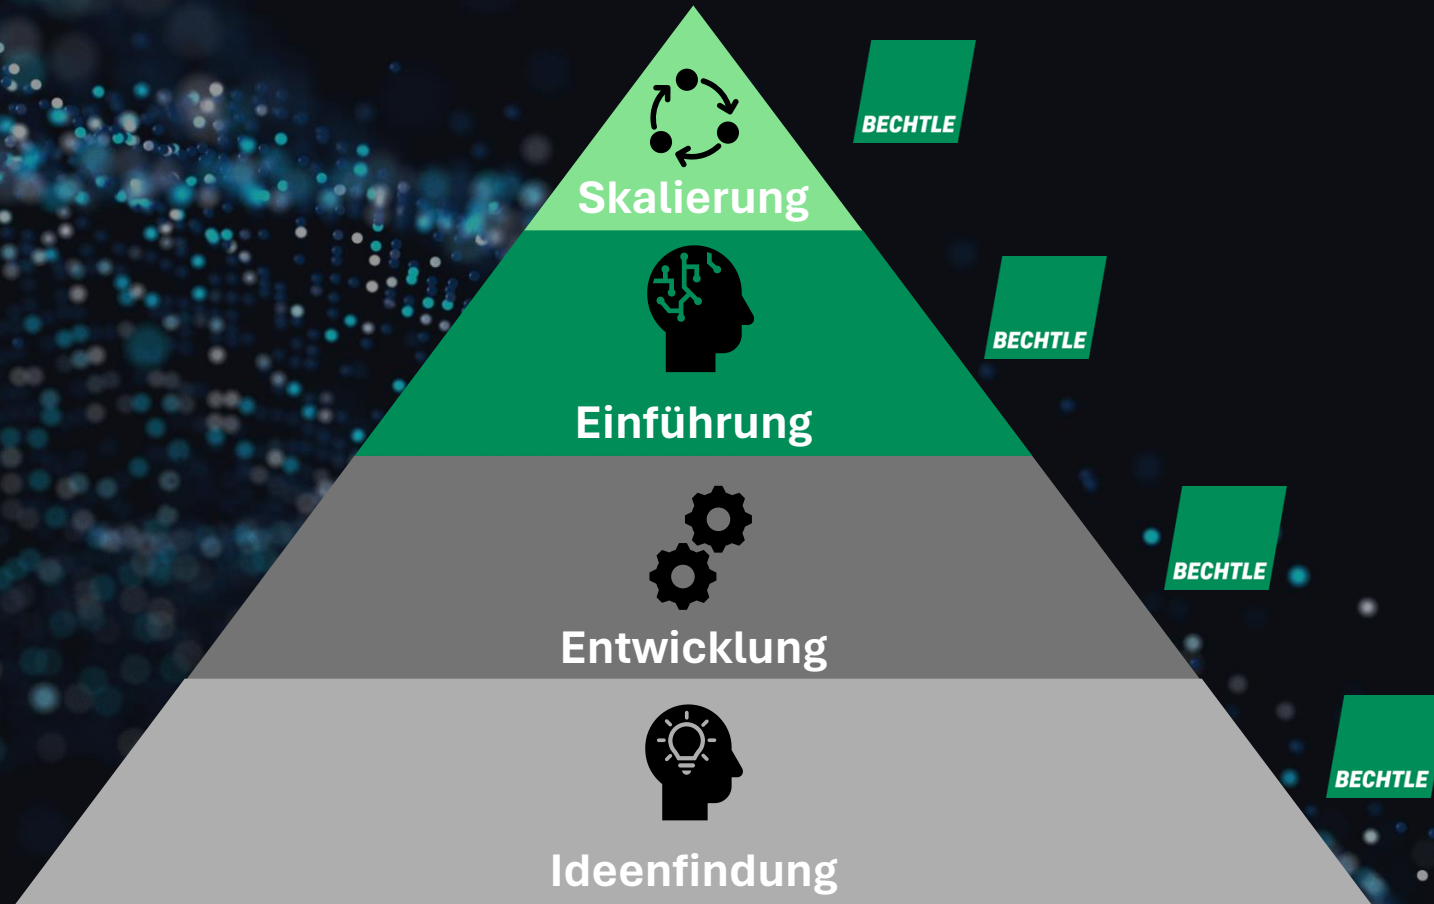 BECHTLE
Skalierung
BECHTLE
Einführung
BECHTLE
Entwicklung
BECHTLE
Ideenfindung